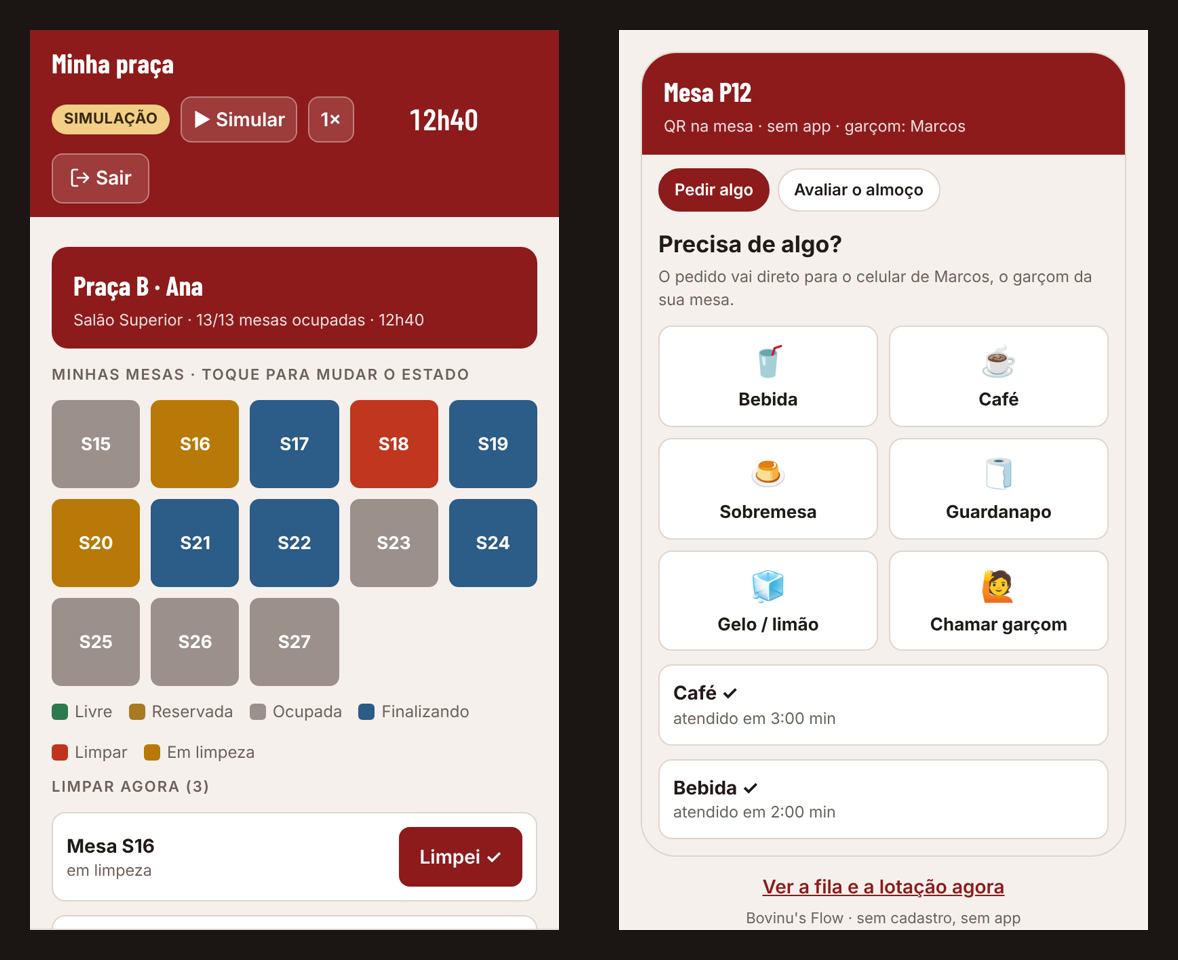 Minha praça
SIMULAÇÃO
▶ Simular
1×
12h40
Sair
Praça B · Ana
Salão Superior · 13/13 mesas ocupadas · 12h40
MINHAS MESAS · TOQUE PARA MUDAR O ESTADO
S15 S16 S17 S18 S19
S20 S21 S22 S23 S24
S25 S26 S27
Livre Reservada Ocupada Finalizando
Limpar Em limpeza
LIMPAR AGORA (3)
Mesa S16
em limpeza
Limpei ✓
Mesa P12
QR na mesa · sem app · garçom: Marcos
Pedir algo
Avaliar o almoço
Precisa de algo?
O pedido vai direto para o celular de Marcos, o garçom da
sua mesa.
Bebida
Café
Sobremesa
Guardanapo
Gelo / limão
Chamar garçom
Café ✓
atendido em 3:00 min
Bebida ✓
atendido em 2:00 min
Ver a fila e a lotação agora
Bovinu's Flow · sem cadastro, sem app